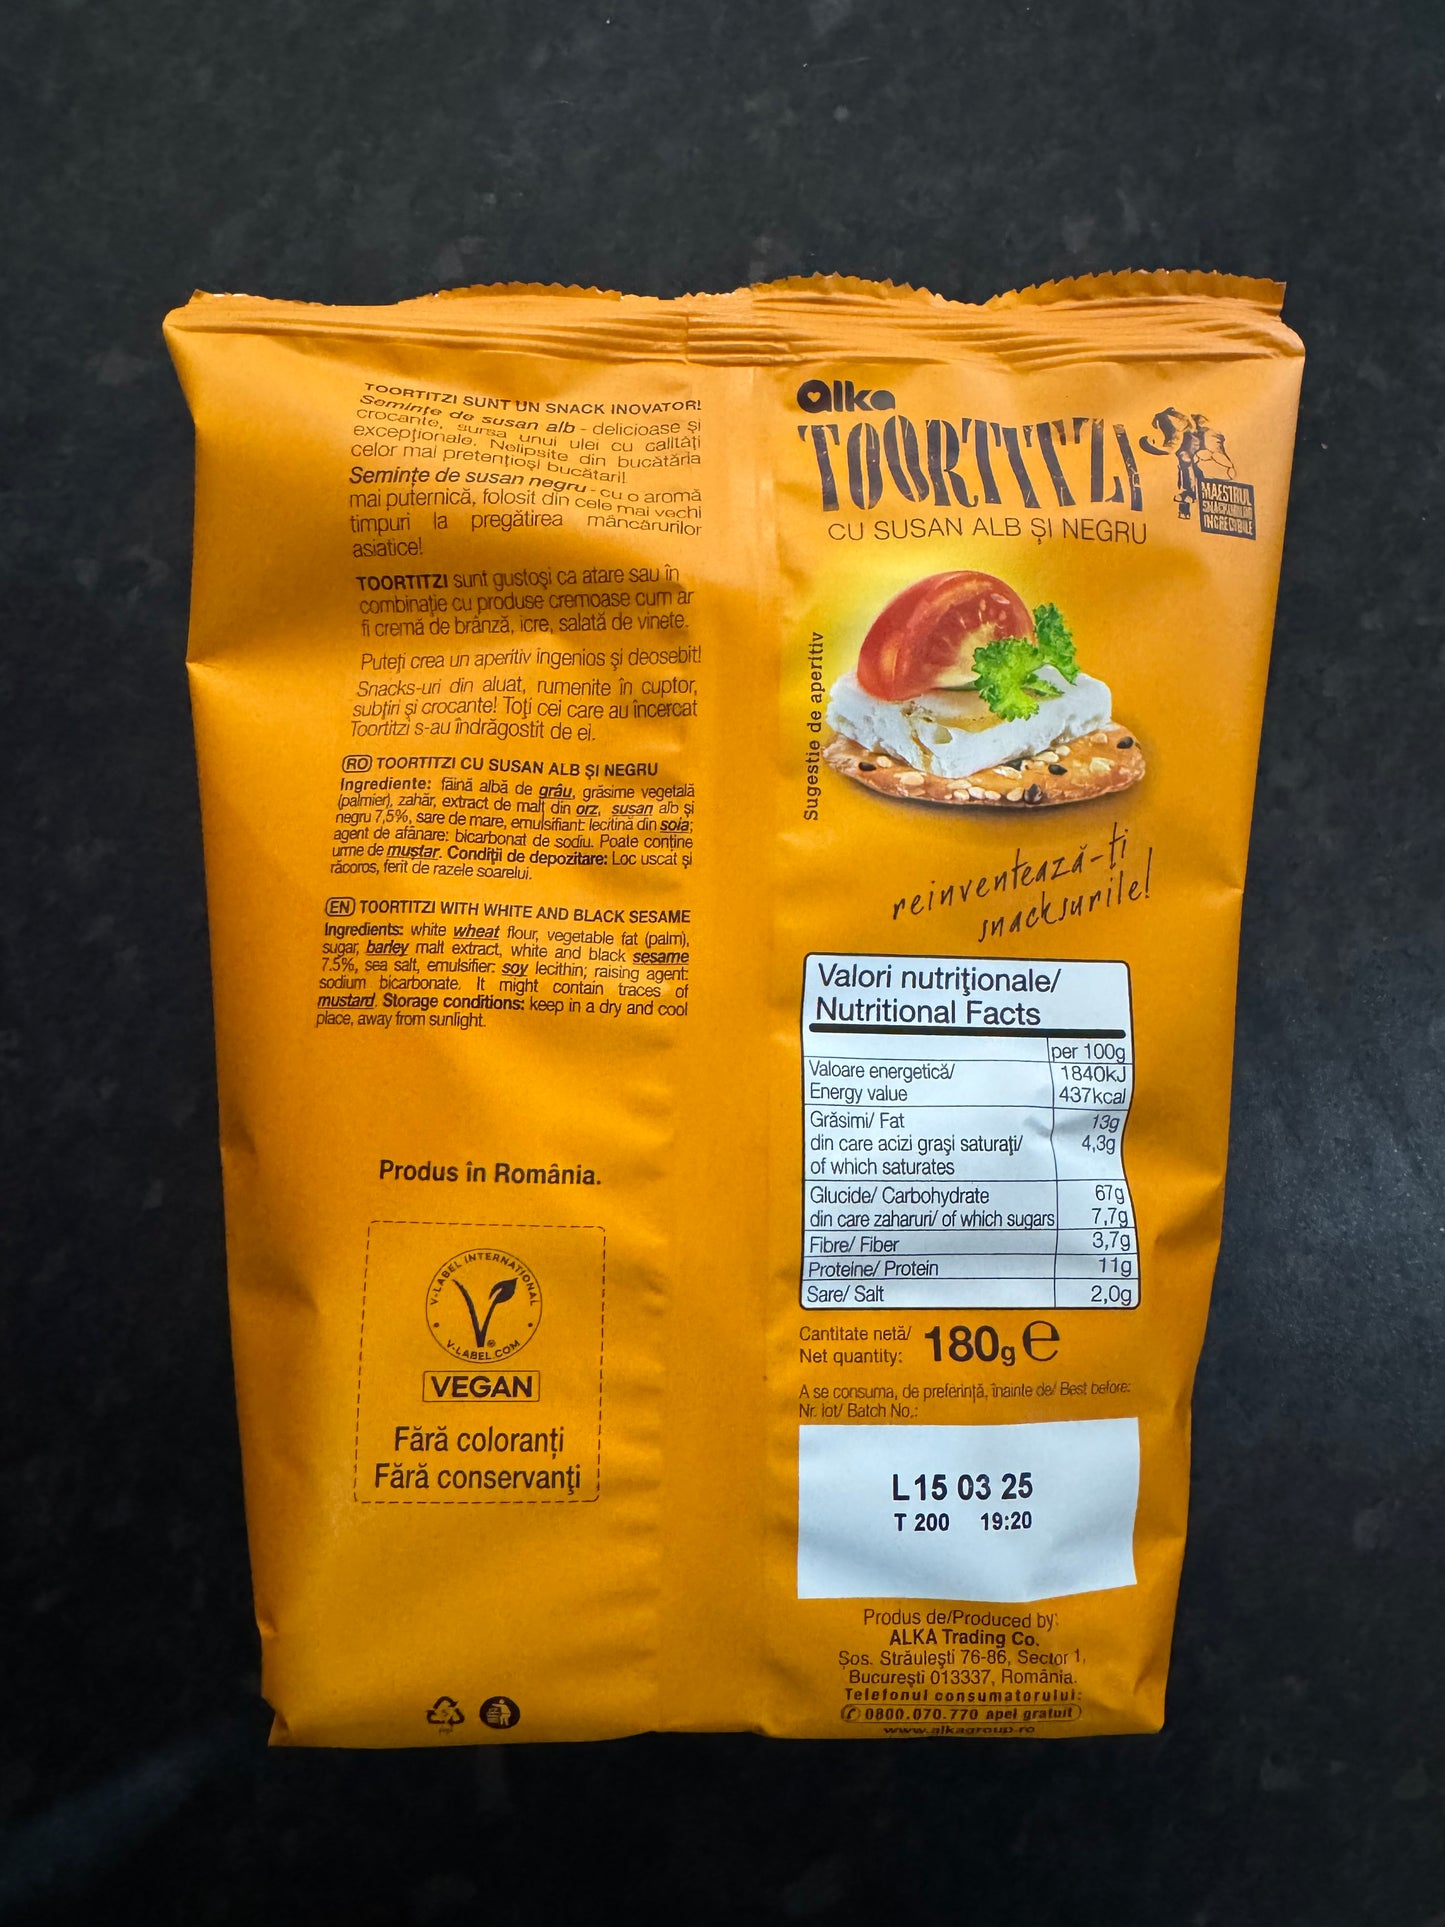 TOORTITZI SUNT UN SNACK INOVATOR!
Semințe de susan alb - delicioase și
crocante, sursa unui ulei cu calități
excepționale. Nelipsite din bucătăria
celor mai pretențioși bucătari!
Semințe de susan negru - cu o aromă
mai puternică, folosit din cele mai vechi
timpuri la pregătirea mâncărurilor
asiatice!
TOORTITZI sunt gustoși ca atare sau în
combinație cu produse cremoase cum ar
fi cremă de brânză, icre, salată de vinete.
Puteți crea un aperitiv ingenios și deosebit!
Snacks-uri din aluat, rumenite în cuptor,
subțiri și crocante! Toți cei care au încercat
Toortitzi s-au îndrăgostit de ei.
RO TOORTITZI CU SUSAN ALB ȘI NEGRU
Ingrediente: făină albă de grâu, grăsime vegetală
(palmier), zahăr, extract de malț din orz, susan alb și
negru 7,5%, sare de mare, emulsifiant: lecitină din soia;
agent de afânare: bicarbonat de sodiu. Poate conține
urme de muștar. Condiții de depozitare: Loc uscat și
răcoros, ferit de razele soarelui.
EN TOORTITZI WITH WHITE AND BLACK SESAME
Ingredients: white wheat flour, vegetable fat (palm),
sugar, barley malt extract, white and black sesame
7.5%, sea salt, emulsifier: soy lecithin; raising agent:
sodium bicarbonate. It might contain traces of
mustard. Storage conditions: keep in a dry and cool
place, away from sunlight.
Produs în România.
V-LABEL INTERNATIONAL
V-LABEL.COM
VEGAN
Fără coloranți
Fără conservanți
alka
TOORTITZI
MAESTRUL
SNACKURILOR
INCREDIBILE
CU SUSAN ALB ȘI NEGRU
Sugestie de aperitiv
reinventează-ți
snacksurile!
Valori nutriționale/
Nutritional Facts
per 100g
Valoare energetică/ 1840kJ
Energy value 437kcal
Grăsimi/ Fat 13g
din care acizi grași saturați/ 4,3g
of which saturates
Glucide/ Carbohydrate 67g
din care zaharuri/ of which sugars 7,7g
Fibre/ Fiber 3,7g
Proteine/ Protein 11g
Sare/ Salt 2,0g
Cantitate netă/
Net quantity: 180g e
A se consuma, de preferință, înainte de/ Best before:
Nr. lot/ Batch No.:
L15 03 25
T 200 19:20
Produs de/Produced by:
ALKA Trading Co.
Șos. Străulești 76-86, Sector 1,
București 013337, România.
Telefonul consumatorului:
0800.070.770 apel gratuit
www.alkagroup.ro